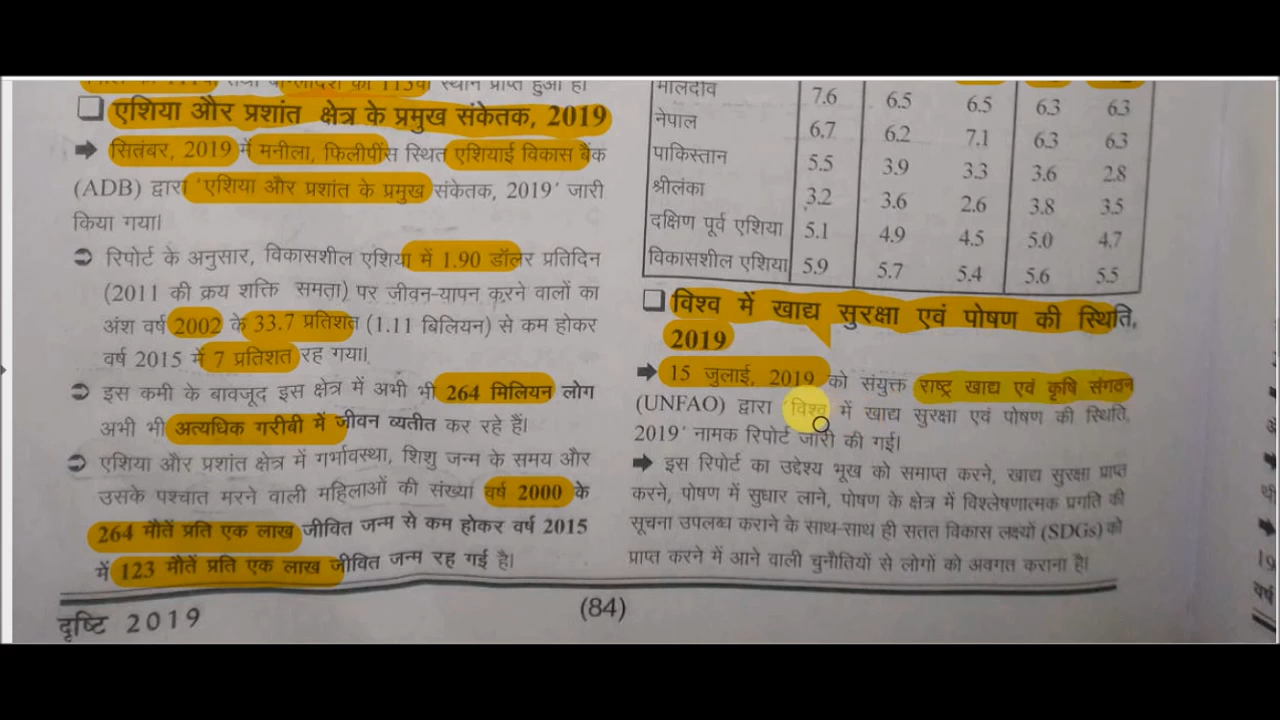 स्थान प्राप्त हुआ है।
❑ एशिया और प्रशांत क्षेत्र के प्रमुख संकेतक, 2019
➡ सितंबर, 2019 में मनीला, फिलीपींस स्थित एशियाई विकास बैंक
(ADB) द्वारा 'एशिया और प्रशांत के प्रमुख संकेतक, 2019' जारी
किया गया।
⊃ रिपोर्ट के अनुसार, विकासशील एशिया में 1.90 डॉलर प्रतिदिन
(2011 की क्रय शक्ति समता) पर जीवन-यापन करने वालों का
अंश वर्ष 2002 के 33.7 प्रतिशत (1.11 बिलियन) से कम होकर
वर्ष 2015 में 7 प्रतिशत रह गया।
⊃ इस कमी के बावजूद इस क्षेत्र में अभी भी 264 मिलियन लोग
अभी भी अत्यधिक गरीबी में जीवन व्यतीत कर रहे हैं।
⊃ एशिया और प्रशांत क्षेत्र में गर्भावस्था, शिशु जन्म के समय और
उसके पश्चात मरने वाली महिलाओं की संख्या वर्ष 2000 के
264 मौतें प्रति एक लाख जीवित जन्म से कम होकर वर्ष 2015
में 123 मौतें प्रति एक लाख जीवित जन्म रह गई है।
मालदीव 7.6 6.5 6.5 6.3 6.3
नेपाल 6.7 6.2 7.1 6.3 6.3
पाकिस्तान 5.5 3.9 3.3 3.6 2.8
श्रीलंका 3.2 3.6 2.6 3.8 3.5
दक्षिण पूर्व एशिया 5.1 4.9 4.5 5.0 4.7
विकासशील एशिया 5.9 5.7 5.4 5.6 5.5
❑ विश्व में खाद्य सुरक्षा एवं पोषण की स्थिति,
2019
➡ 15 जुलाई, 2019 को संयुक्त राष्ट्र खाद्य एवं कृषि संगठन
(UNFAO) द्वारा 'विश्व में खाद्य सुरक्षा एवं पोषण की स्थिति,
2019' नामक रिपोर्ट जारी की गई।
➡ इस रिपोर्ट का उद्देश्य भूख को समाप्त करने, खाद्य सुरक्षा प्राप्त
करने, पोषण में सुधार लाने, पोषण के क्षेत्र में विश्लेषणात्मक प्रगति की
सूचना उपलब्ध कराने के साथ-साथ ही सतत विकास लक्ष्यों (SDGs) को
प्राप्त करने में आने वाली चुनौतियों से लोगों को अवगत कराना है।
दृष्टि 2019
(84)
19
वर्ष